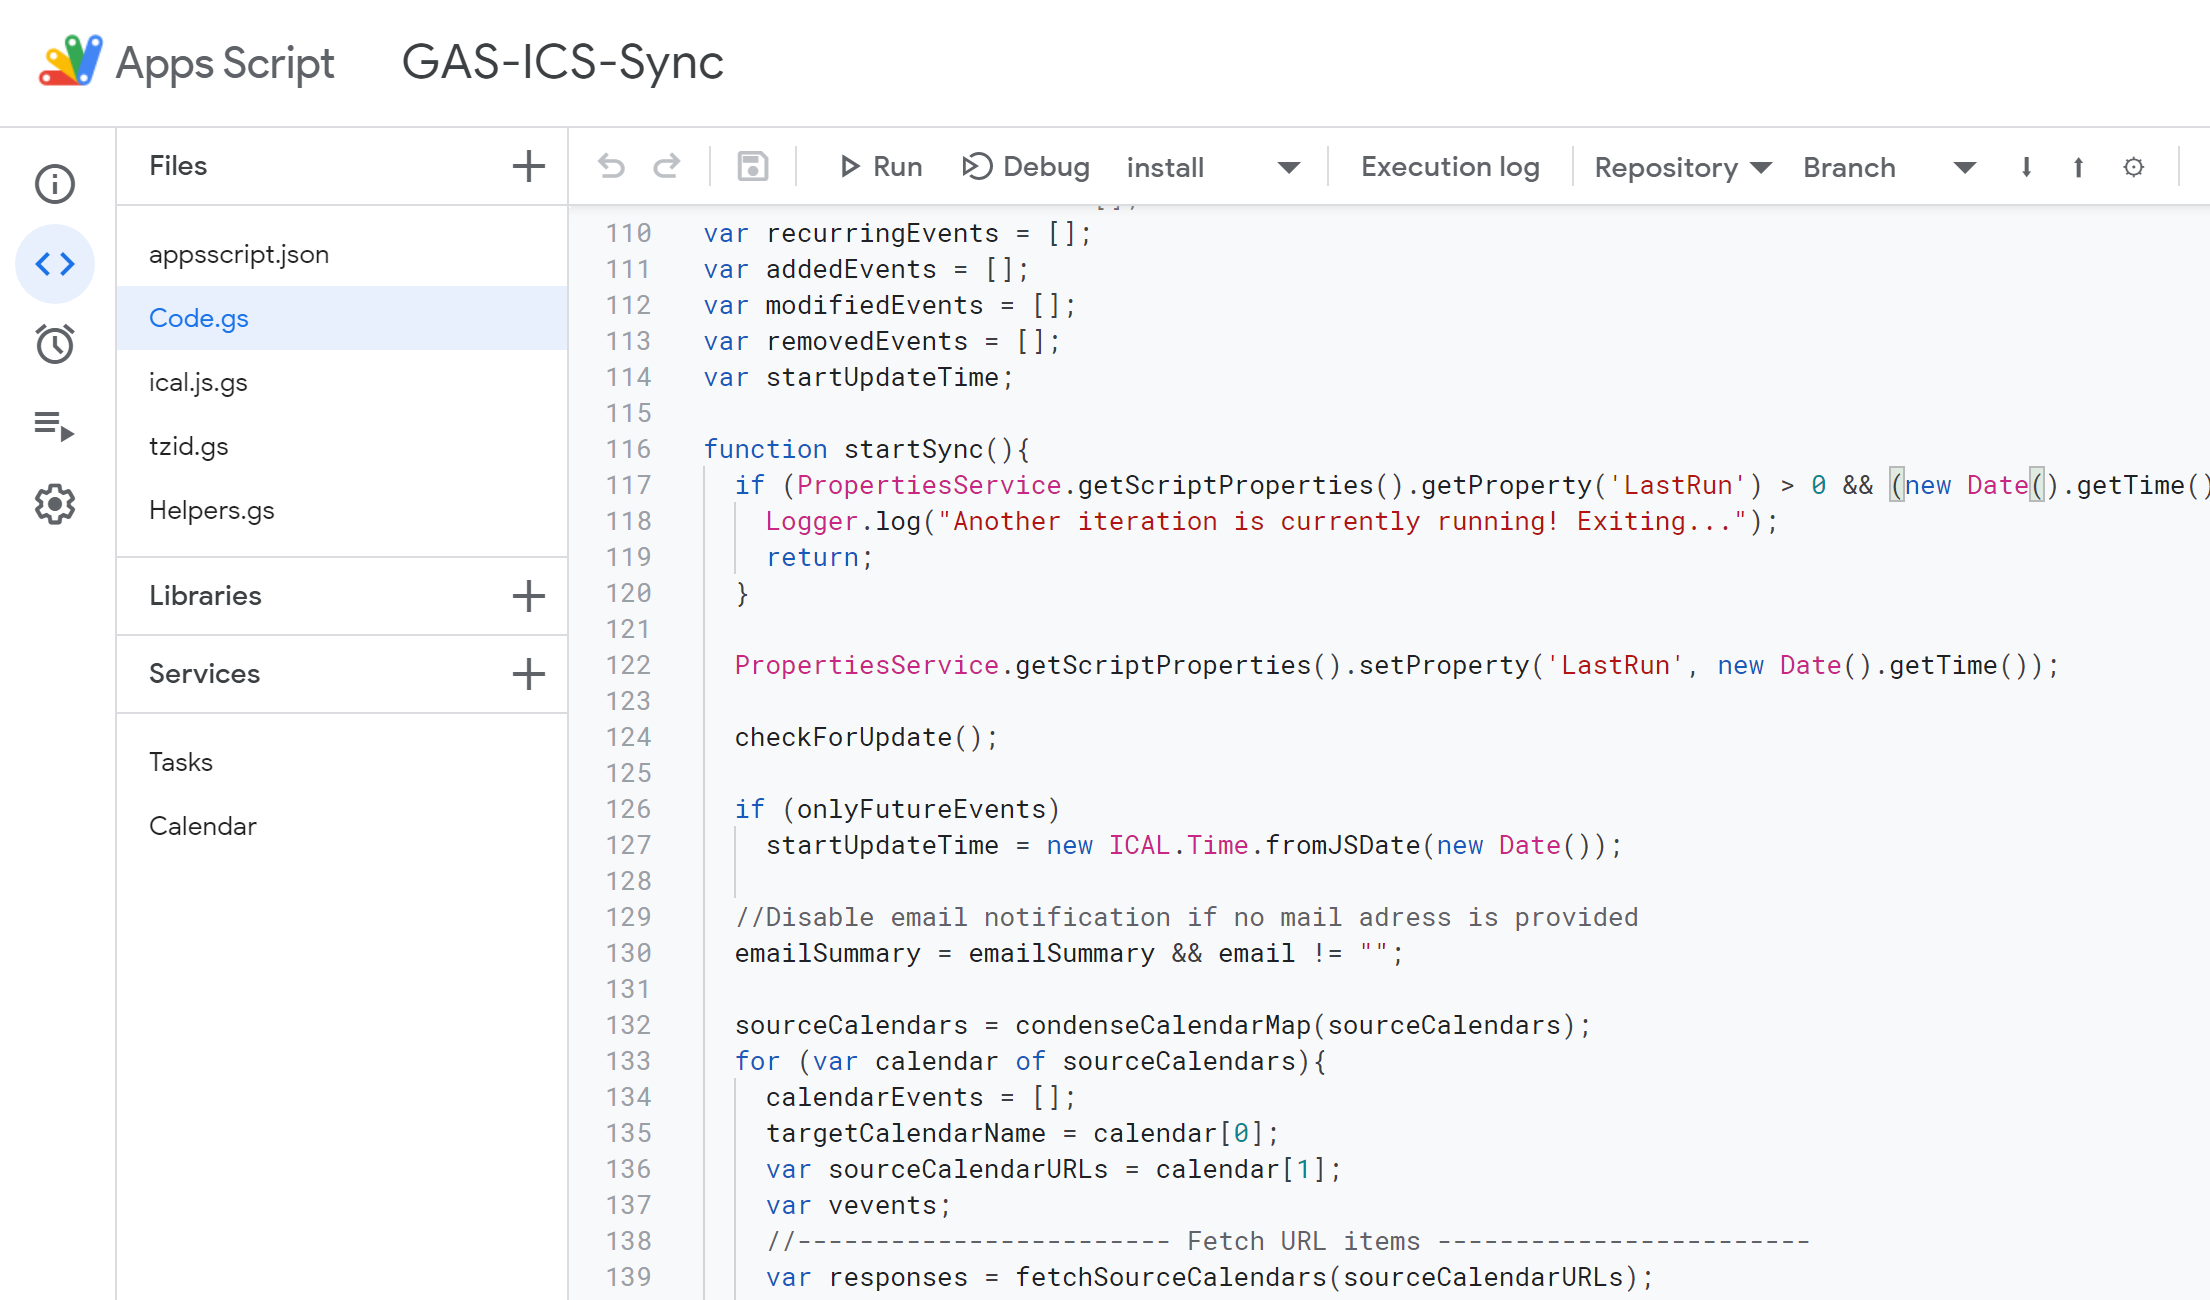 Apps Script GAS-ICS-Sync
Files
Run Debug install Execution log Repository Branch
appsscript.json
Code.gs
ical.js.gs
tzid.gs
Helpers.gs
Libraries
Services
Tasks
Calendar
110 var recurringEvents = [];
111 var addedEvents = [];
112 var modifiedEvents = [];
113 var removedEvents = [];
114 var startUpdateTime;
115
116 function startSync(){
117 if (PropertiesService.getScriptProperties().getProperty('LastRun') > 0 && (new Date().getTime()
118 Logger.log("Another iteration is currently running! Exiting...");
119 return;
120 }
121
122 PropertiesService.getScriptProperties().setProperty('LastRun', new Date().getTime());
123
124 checkForUpdate();
125
126 if (onlyFutureEvents)
127 startUpdateTime = new ICAL.Time.fromJSDate(new Date());
128
129 //Disable email notification if no mail adress is provided
130 emailSummary = emailSummary && email != "";
131
132 sourceCalendars = condenseCalendarMap(sourceCalendars);
133 for (var calendar of sourceCalendars){
134 calendarEvents = [];
135 targetCalendarName = calendar[0];
136 var sourceCalendarURLs = calendar[1];
137 var vevents;
138 //------------------------ Fetch URL items ------------------------
139 var responses = fetchSourceCalendars(sourceCalendarURLs);